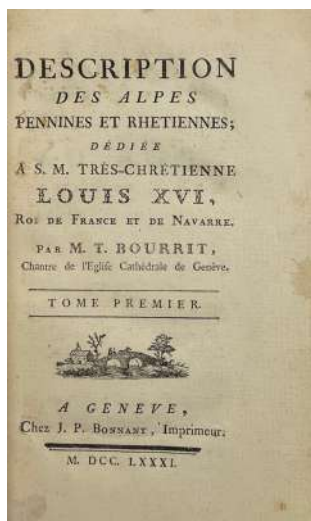 DESCRIPTION
DES ALPES
PENNINES ET RHETIENNES;
DÉDIÉE
A S. M. TRÈS-CHRÉTIENNE
LOUIS XVI,
ROI DE FRANCE ET DE NAVARRE.
PAR M. T. BOURRIT,
Chantre de l'Eglise Cathédrale de Genève.
TOME PREMIER.
A GENEVE,
Chez J. P. BONNANT, Imprimeur.
M. DCC. LXXXI.